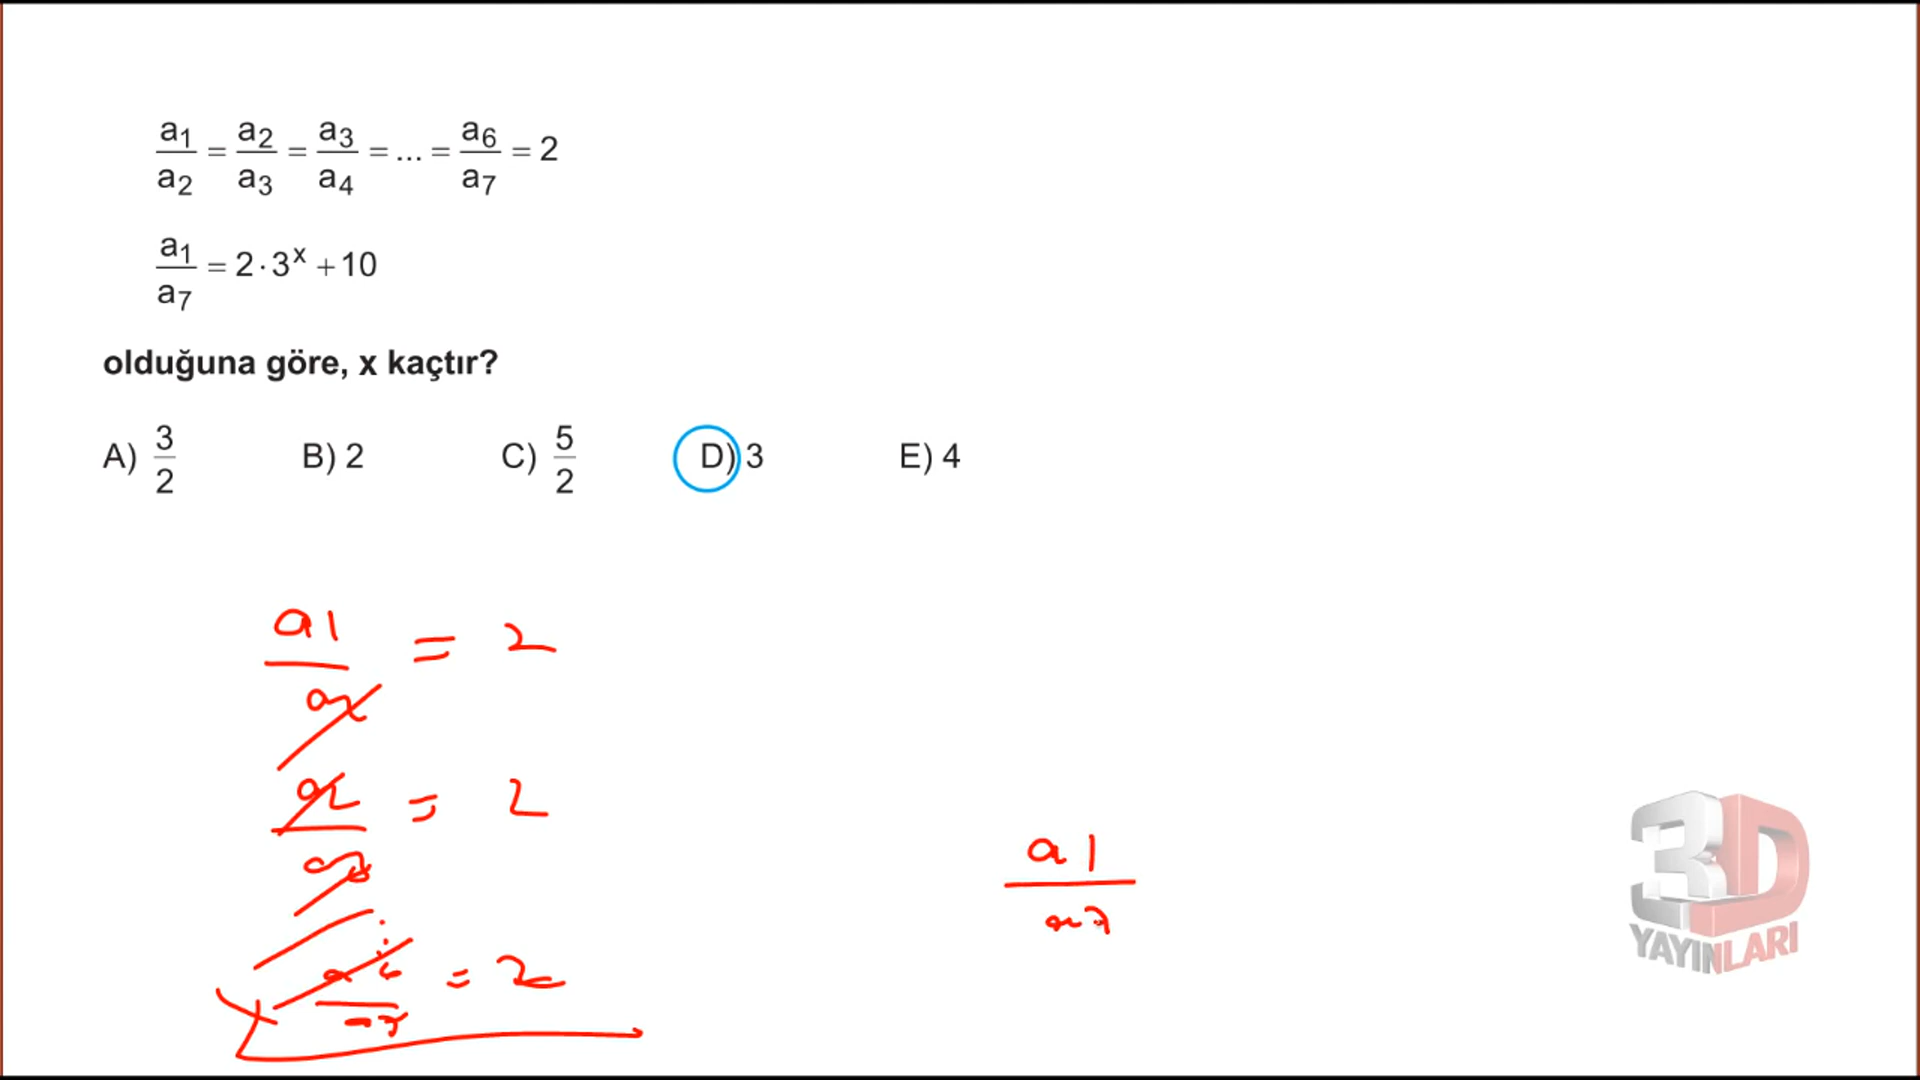 a1/a2 = a2/a3 = a3/a4 = ... = a6/a7 = 2
a1/a7 = 2·3^x + 10
olduğuna göre, x kaçtır?
A) 3/2 B) 2 C) 5/2 D) 3 E) 4
a1/a2 = 2
a2/a3 = 2
a6/a7 = 2
a1/a7
3D
YAYINLARI